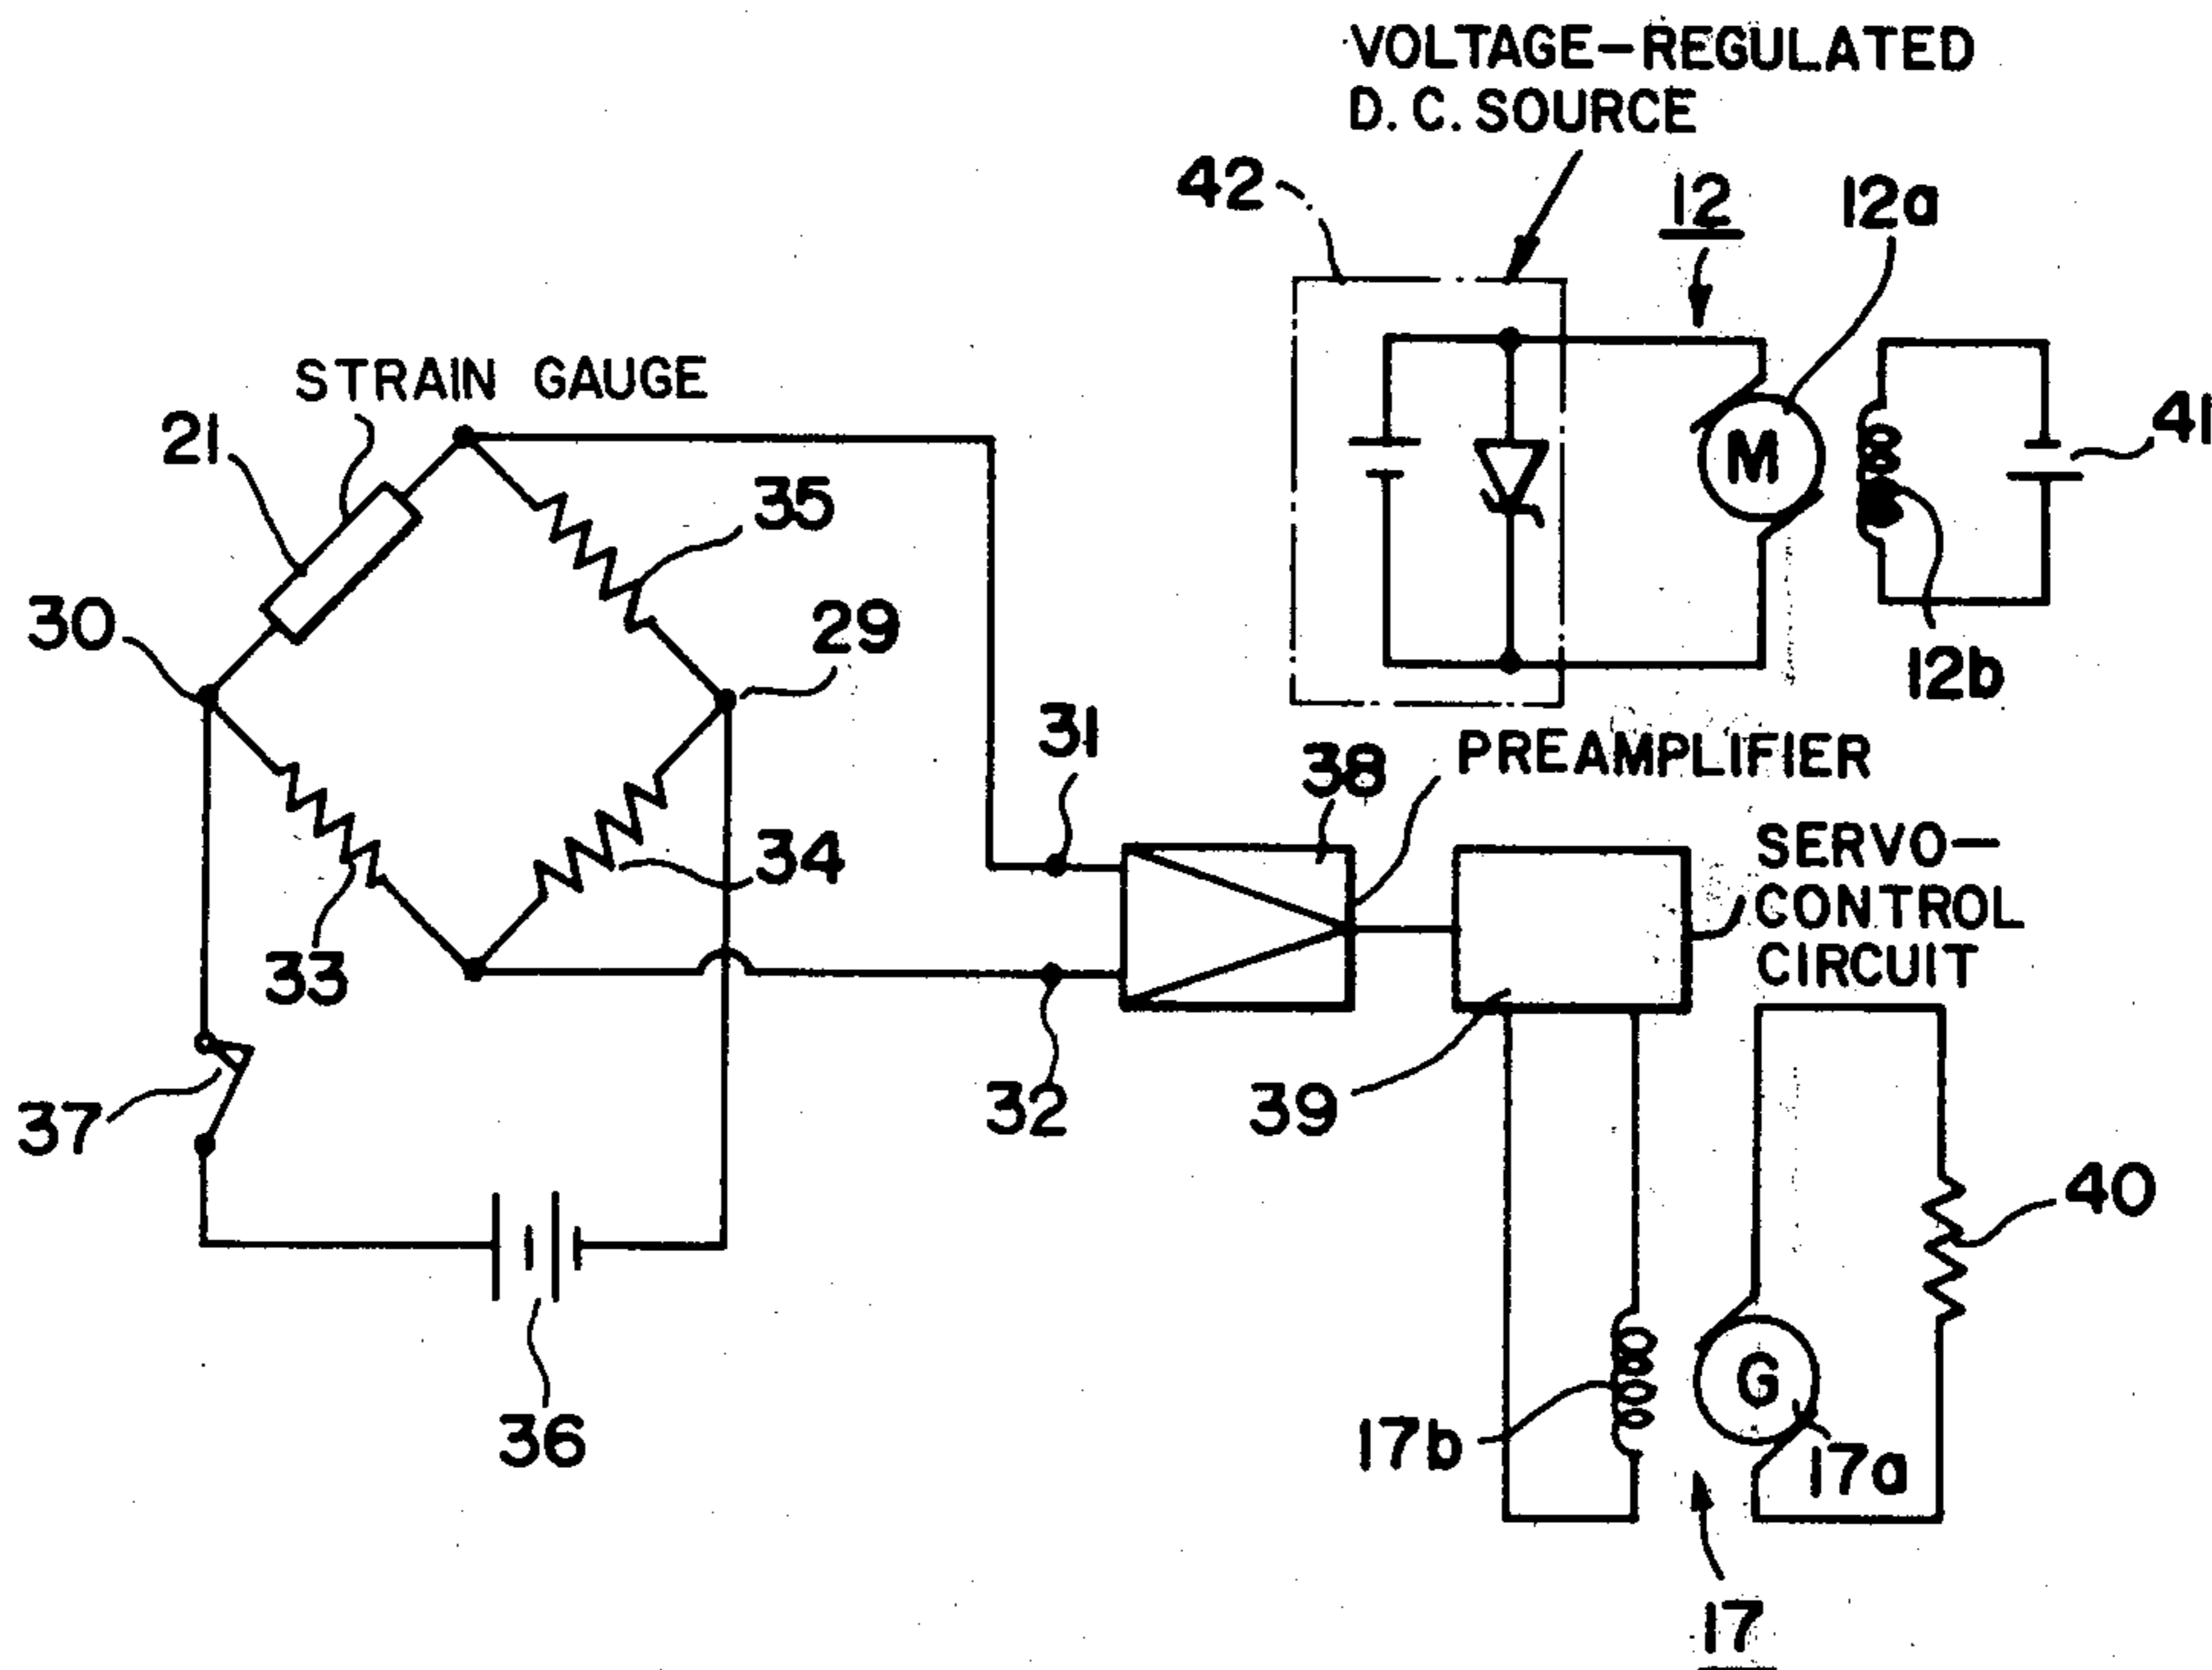 VOLTAGE-REGULATED
D. C. SOURCE
42
12
12a
STRAIN GAUGE
21
41
35
30
29
12b
31
38
PREAMPLIFIER
34
SERVO-
CONTROL
CIRCUIT
33
37
32
39
40
36
17b
M
G
17a
17